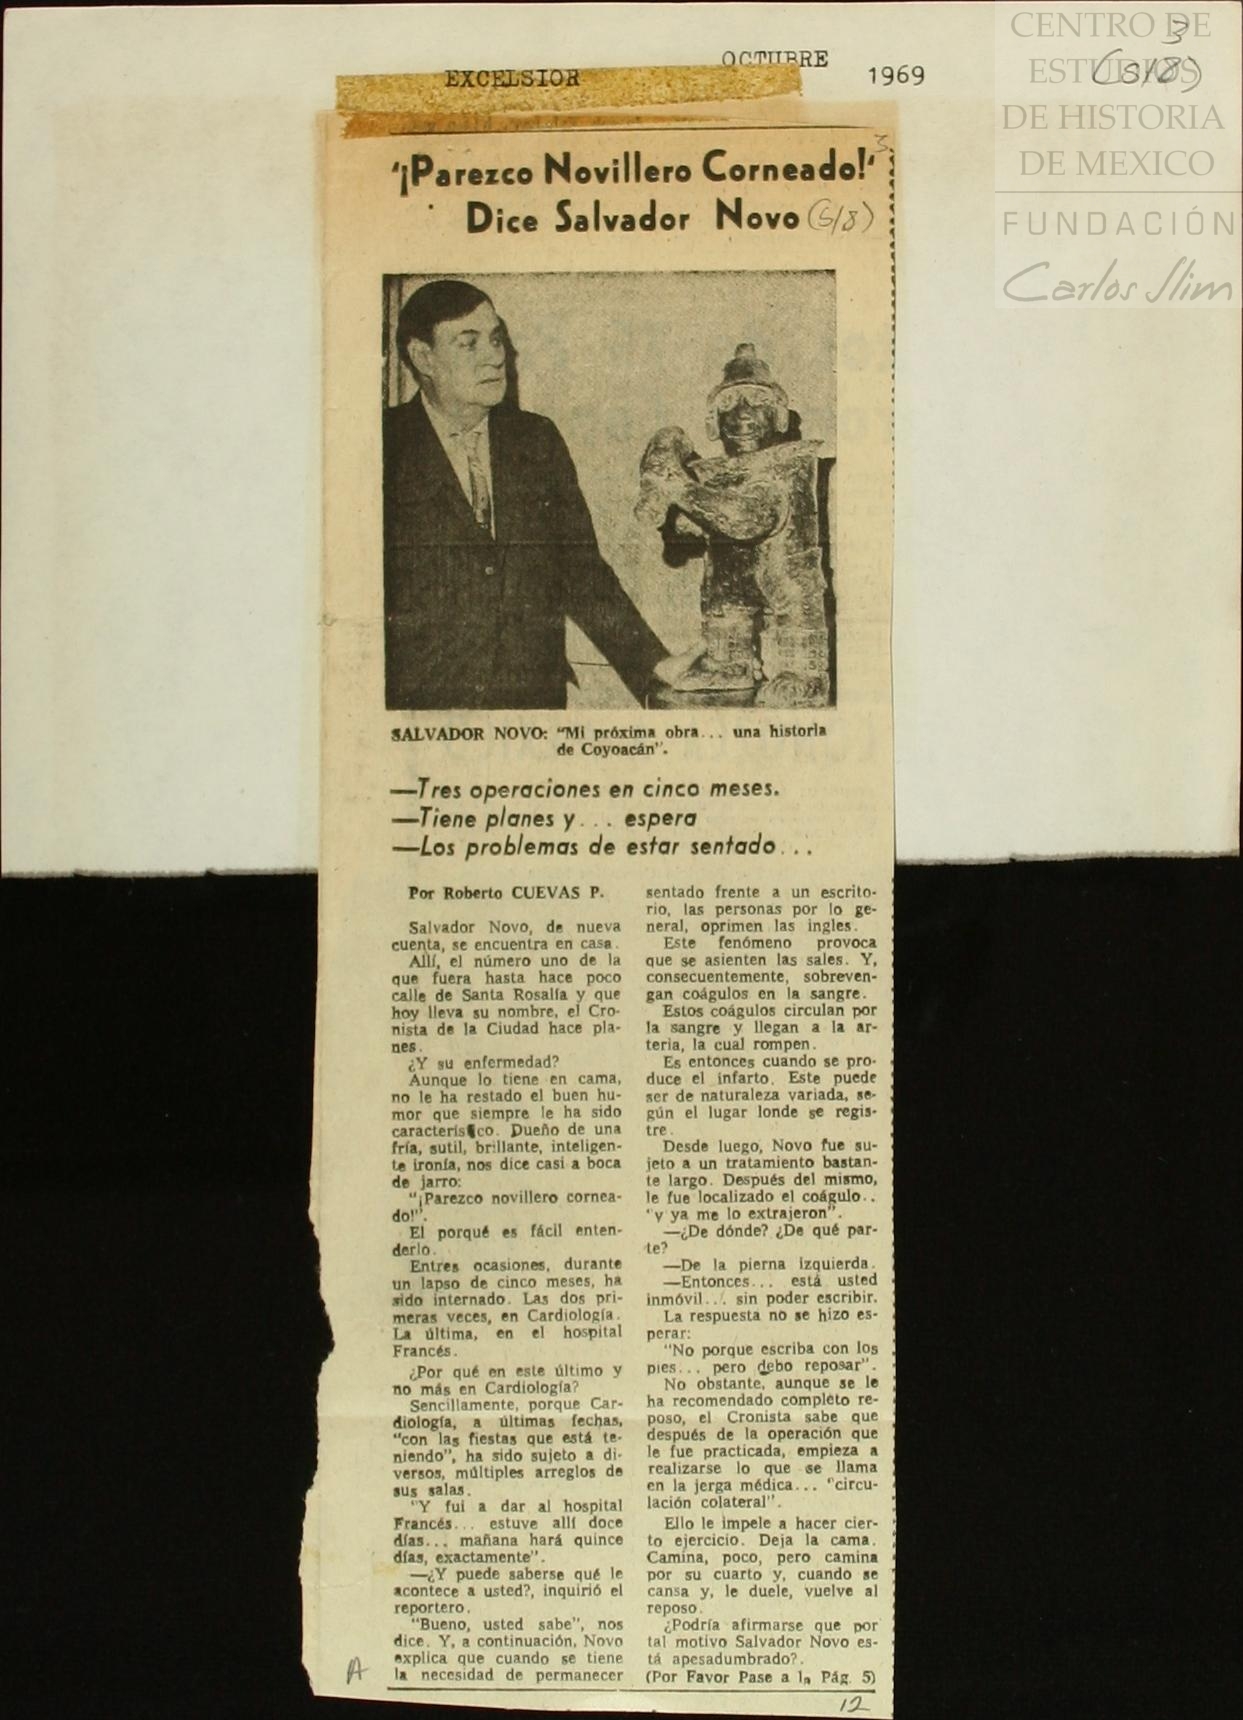 CENTRO DE
ESTUDIOS
DE HISTORIA
DE MEXICO
FUNDACIÓN
Carlos Slim
3
(S/8)
EXCELSIOR
OCTUBRE
1969
3
'¡Parezco Novillero Corneado!'
Dice Salvador Novo (S/8)
SALVADOR NOVO: "Mi próxima obra... una historia
de Coyoacán".
—Tres operaciones en cinco meses.
—Tiene planes y... espera
—Los problemas de estar sentado...
Por Roberto CUEVAS P.
Salvador Novo, de nueva
cuenta, se encuentra en casa.
Allí, el número uno de la
que fuera hasta hace poco
calle de Santa Rosalía y que
hoy lleva su nombre, el Cro-
nista de la Ciudad hace pla-
nes.
¿Y su enfermedad?
Aunque lo tiene en cama,
no le ha restado el buen hu-
mor que siempre le ha sido
característico. Dueño de una
fría, sutil, brillante, inteligen-
te ironía, nos dice casi a boca
de jarro:
"¡Parezco novillero cornea-
do!".
El porqué es fácil enten-
derlo.
Entres ocasiones, durante
un lapso de cinco meses, ha
sido internado. Las dos pri-
meras veces, en Cardiología.
La última, en el hospital
Francés.
¿Por qué en este último y
no más en Cardiología?
Sencillamente, porque Car-
diología, a últimas fechas,
"con las fiestas que está te-
niendo", ha sido sujeto a di-
versos, múltiples arreglos de
sus salas.
"Y fui a dar al hospital
Francés... estuve allí doce
días... mañana hará quince
días, exactamente".
—¿Y puede saberse qué le
acontece a usted?, inquirió el
reportero.
"Bueno, usted sabe", nos
dice. Y, a continuación, Novo
explica que cuando se tiene
la necesidad de permanecer
sentado frente a un escrito-
rio, las personas por lo ge-
neral, oprimen las ingles.
Este fenómeno provoca
que se asienten las sales. Y,
consecuentemente, sobreven-
gan coágulos en la sangre.
Estos coágulos circulan por
la sangre y llegan a la ar-
teria, la cual rompen.
Es entonces cuando se pro-
duce el infarto. Este puede
ser de naturaleza variada, se-
gún el lugar londe se regis-
tre.
Desde luego, Novo fue su-
jeto a un tratamiento bastan-
te largo. Después del mismo,
le fue localizado el coágulo..
"y ya me lo extrajeron".
—¿De dónde? ¿De qué par-
te?
—De la pierna izquierda.
—Entonces... está usted
inmóvil... sin poder escribir.
La respuesta no se hizo es-
perar:
"No porque escriba con los
pies... pero debo reposar".
No obstante, aunque se le
ha recomendado completo re-
poso, el Cronista sabe que
después de la operación que
le fue practicada, empieza a
realizarse lo que se llama
en la jerga médica... "circu-
lación colateral".
Ello le impele a hacer cier-
to ejercicio. Deja la cama.
Camina, poco, pero camina
por su cuarto y, cuando se
cansa y, le duele, vuelve al
reposo.
¿Podría afirmarse que por
tal motivo Salvador Novo es-
tá apesadumbrado?.
(Por Favor Pase a la Pág. 5)
A
12